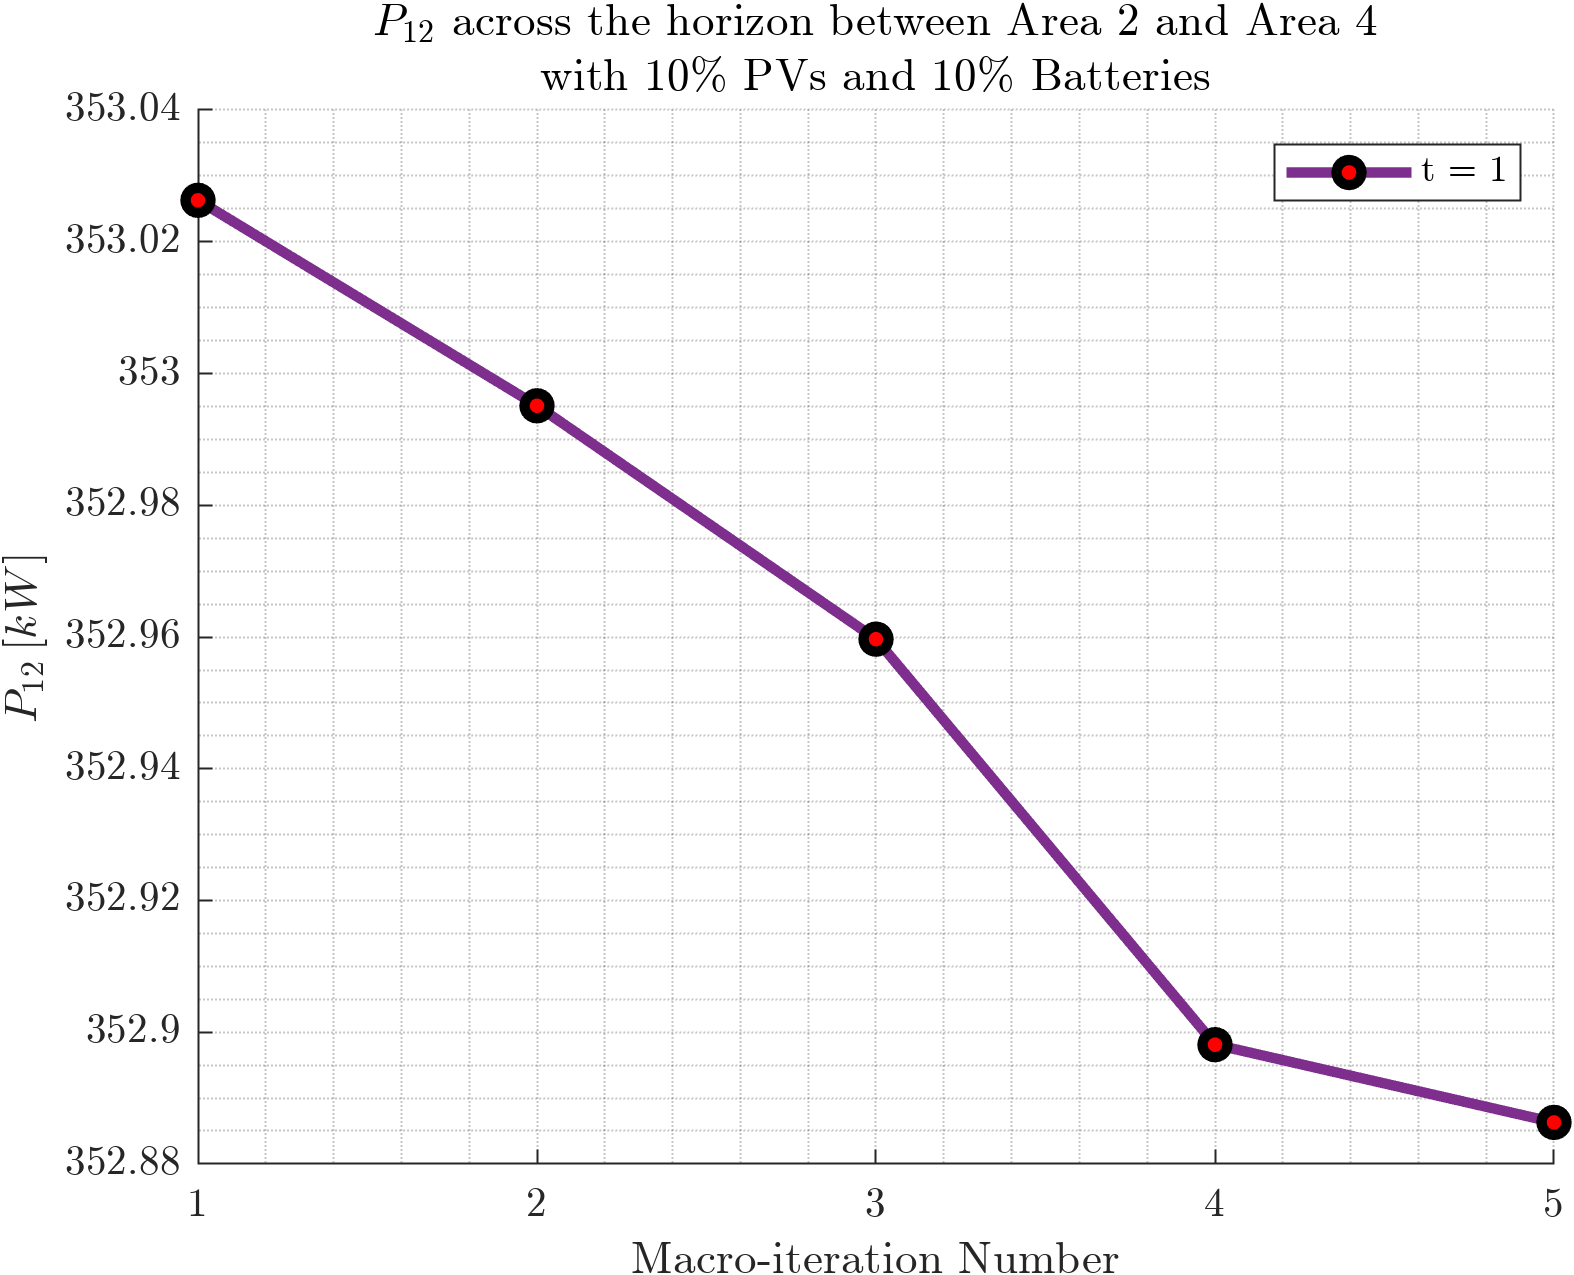 P₁₂ across the horizon between Area 2 and Area 4
with 10% PVs and 10% Batteries
353.04
353.02
353
352.98
352.96
352.94
352.92
352.9
352.88
P₁₂ [kW]
t = 1
1 2 3 4 5
Macro-iteration Number